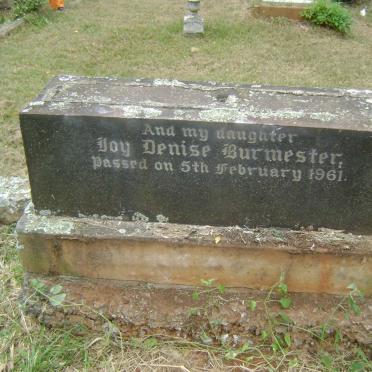 And my daughter
Joy Denise Burmester.
Passed on 5th February 1961.